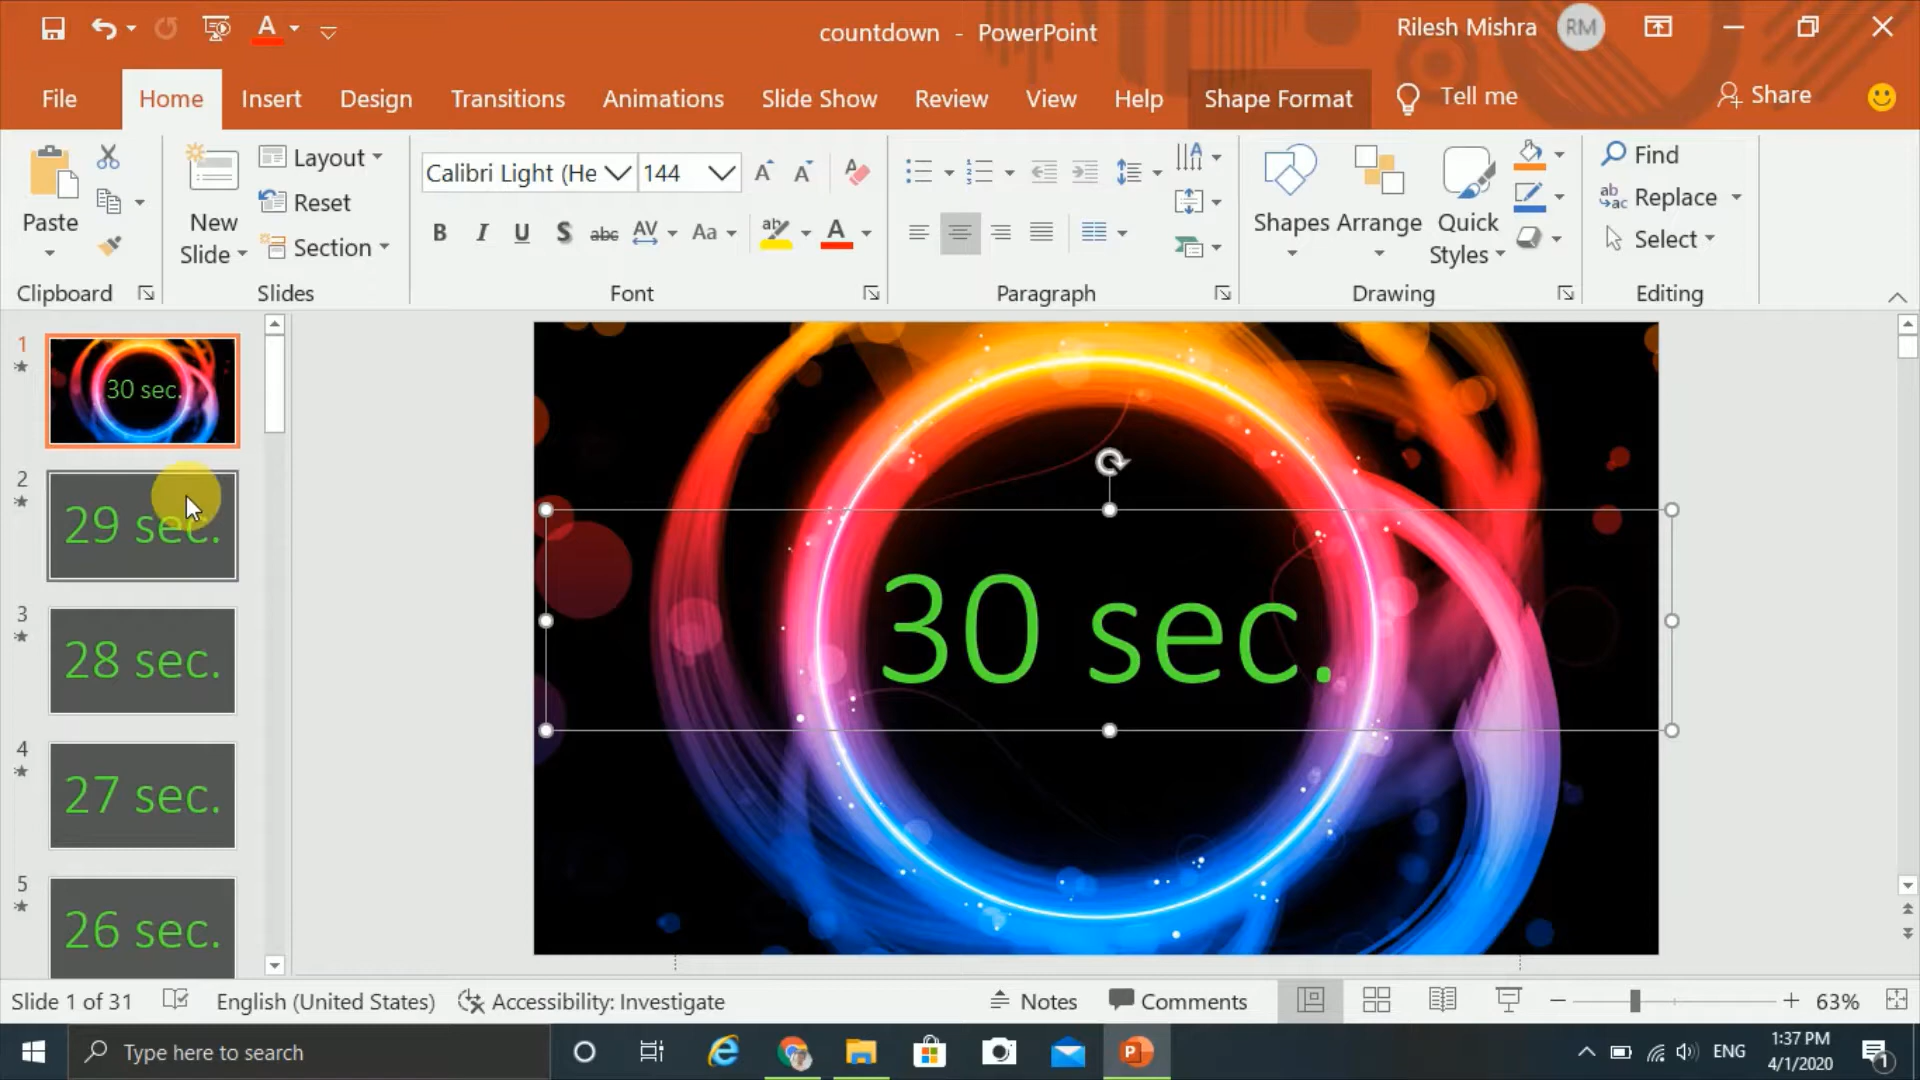 countdown - PowerPoint
Rilesh Mishra RM
File Home Insert Design Transitions Animations Slide Show Review View Help Shape Format Tell me Share
Paste
New Slide
Layout
Reset
Section
Calibri Light (He 144
B I U S abc AV Aa ab A
Shapes Arrange Quick Styles
Find
Replace
Select
Clipboard Slides Font Paragraph Drawing Editing
1
30 sec.
2
29 sec.
3
28 sec.
4
27 sec.
5
26 sec.
30 sec.
Slide 1 of 31 English (United States) Accessibility: Investigate Notes Comments 63%
Type here to search
ENG
1:37 PM
4/1/2020
1